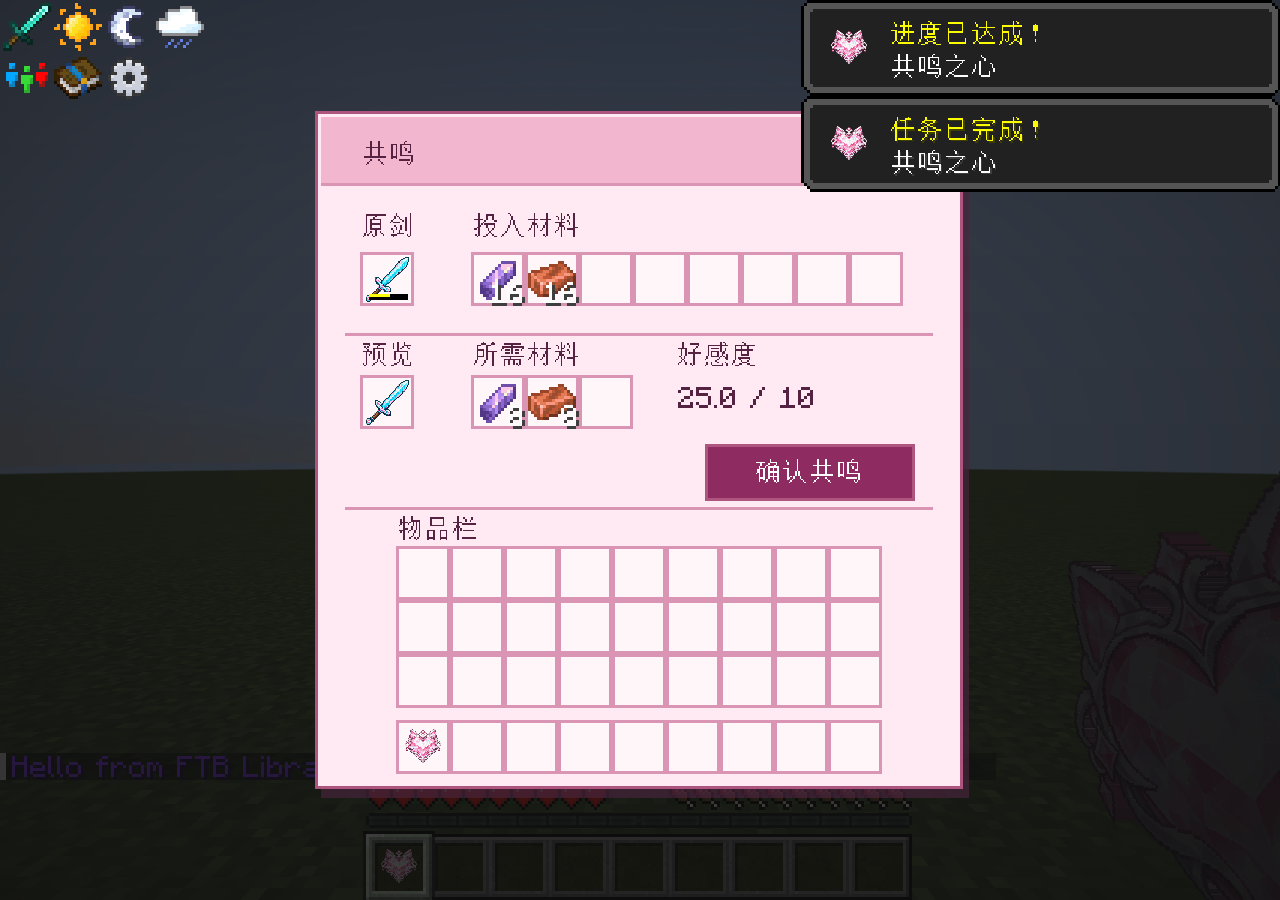 进度已达成！
共鸣之心
任务已完成！
共鸣之心
共鸣
原剑
投入材料
预览
所需材料
好感度
25.0 / 10
确认共鸣
物品栏
Hello from FTB Libra